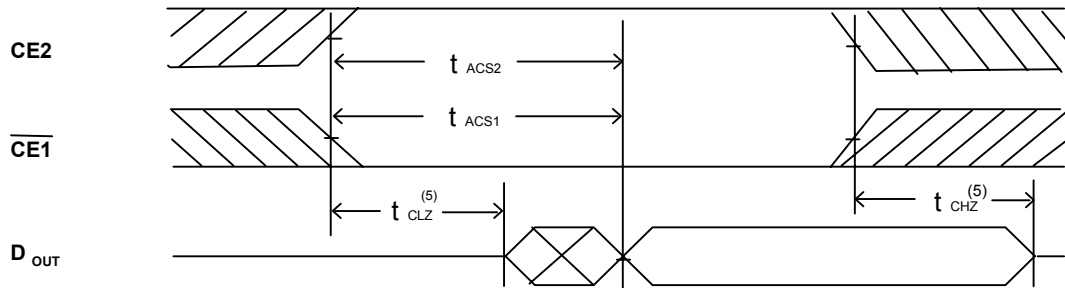 CE2
t ACS2
t ACS1
CE1
t CLZ (5)
t CHZ (5)
D OUT